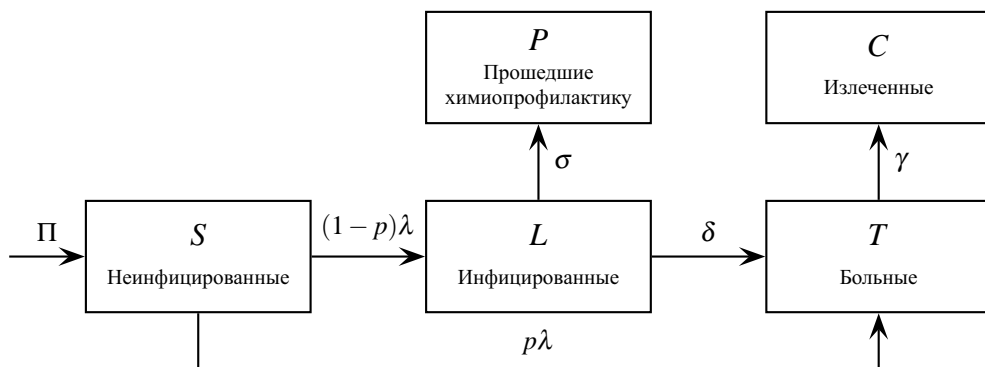 P
Прошедшие
химиопрофилактику
C
Излеченные
σ
γ
Π
S
Неинфицированные
(1 − p)λ
L
Инфицированные
δ
T
Больные
pλ